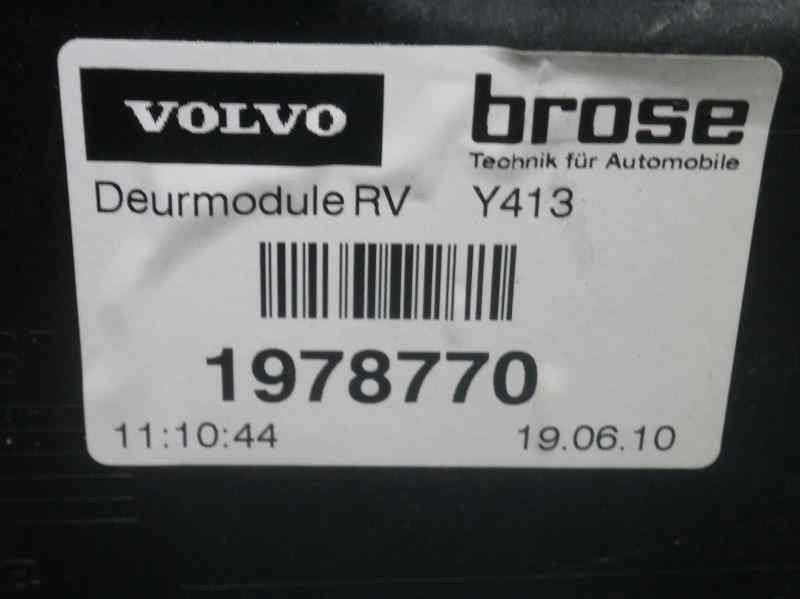 VOLVO
brose
Technik für Automobile
Deurmodule RV Y413
1978770
11:10:44 19.06.10